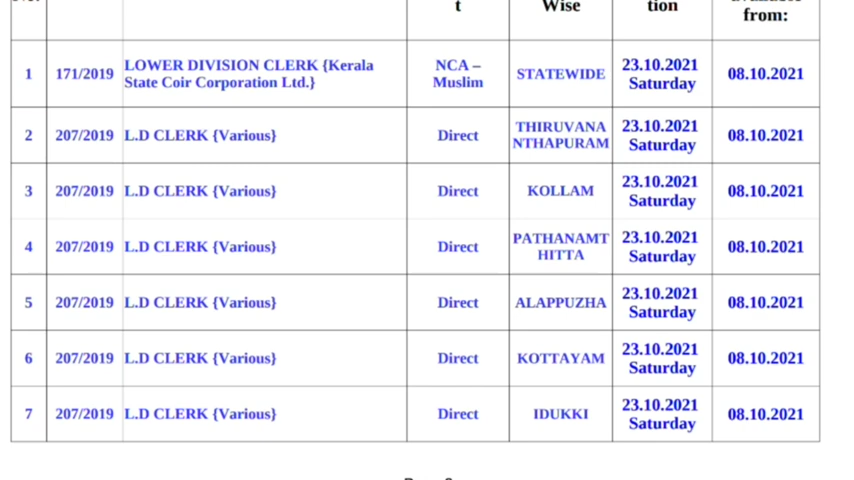 t
Wise
tion
from:
1 171/2019 LOWER DIVISION CLERK {Kerala State Coir Corporation Ltd.} NCA – Muslim STATEWIDE 23.10.2021 Saturday 08.10.2021
2 207/2019 L.D CLERK {Various} Direct THIRUVANA NTHAPURAM 23.10.2021 Saturday 08.10.2021
3 207/2019 L.D CLERK {Various} Direct KOLLAM 23.10.2021 Saturday 08.10.2021
4 207/2019 L.D CLERK {Various} Direct PATHANAMT HITTA 23.10.2021 Saturday 08.10.2021
5 207/2019 L.D CLERK {Various} Direct ALAPPUZHA 23.10.2021 Saturday 08.10.2021
6 207/2019 L.D CLERK {Various} Direct KOTTAYAM 23.10.2021 Saturday 08.10.2021
7 207/2019 L.D CLERK {Various} Direct IDUKKI 23.10.2021 Saturday 08.10.2021